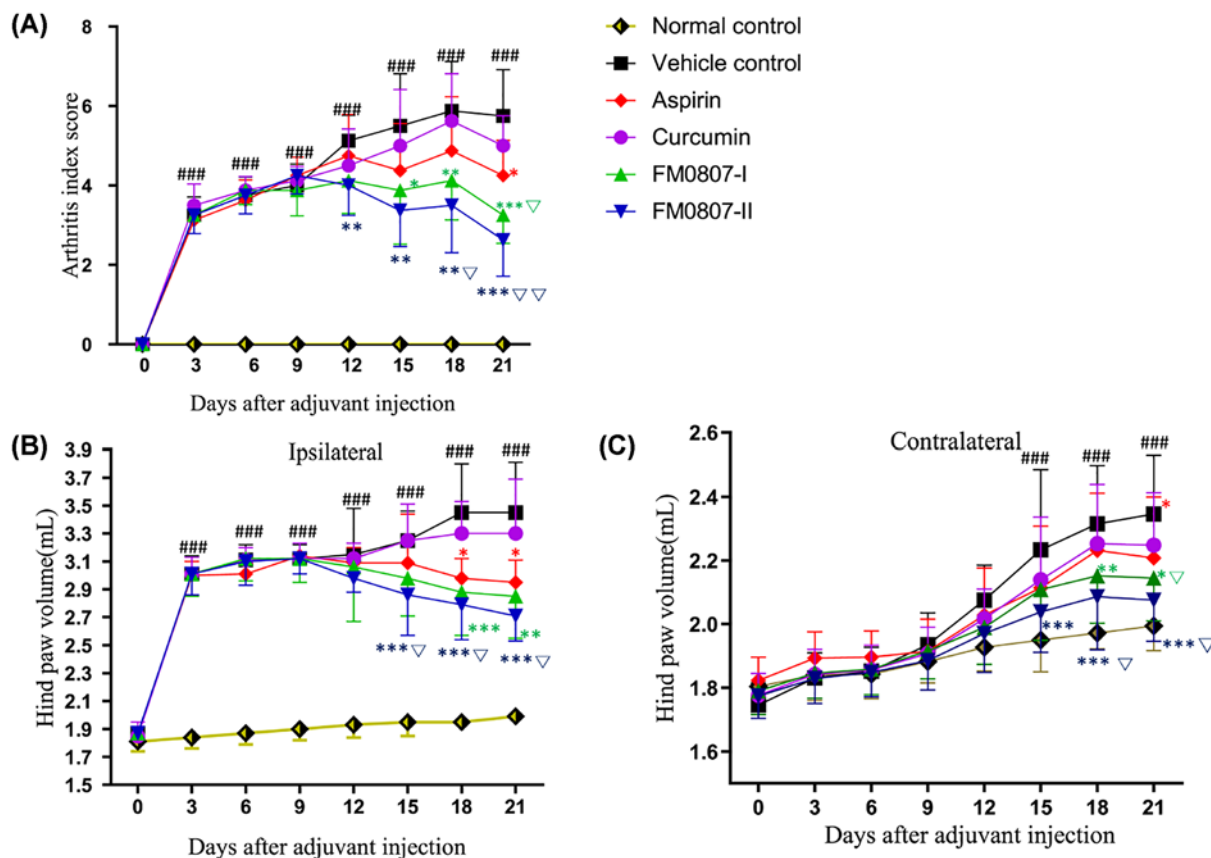 (A)
8
6
4
2
0
Arthritis index score
### ### ### ### ### ### ###
*
**
*
***▽
**
**
**▽
***▽▽
0 3 6 9 12 15 18 21
Days after adjuvant injection
Normal control
Vehicle control
Aspirin
Curcumin
FM0807-I
FM0807-II
(B)
Ipsilateral
3.9
3.7
3.5
3.3
3.1
2.9
2.7
2.5
2.3
2.1
1.9
1.7
1.5
Hind paw volume(mL)
### ### ### ### ### ### ###
* *
***
**
***▽
***▽
***▽
0 3 6 9 12 15 18 21
Days after adjuvant injection
(C)
Contralateral
2.6
2.4
2.2
2.0
1.8
1.6
Hind paw volume(mL)
### ### ###
*
**
*▽
***
*** ▽
***▽
0 3 6 9 12 15 18 21
Days after adjuvant injection